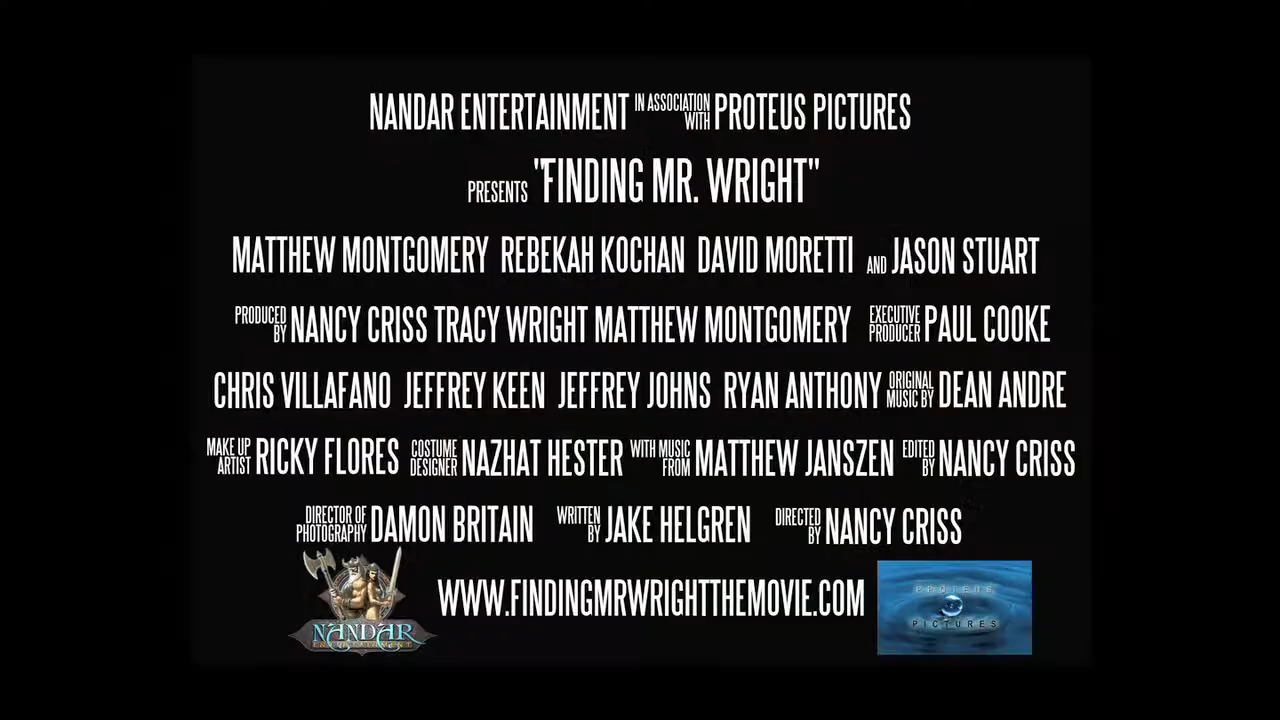 NANDAR ENTERTAINMENT IN ASSOCIATION WITH PROTEUS PICTURES
PRESENTS "FINDING MR. WRIGHT"
MATTHEW MONTGOMERY REBEKAH KOCHAN DAVID MORETTI AND JASON STUART
PRODUCED BY NANCY CRISS TRACY WRIGHT MATTHEW MONTGOMERY EXECUTIVE PRODUCER PAUL COOKE
CHRIS VILLAFANO JEFFREY KEEN JEFFREY JOHNS RYAN ANTHONY ORIGINAL MUSIC BY DEAN ANDRE
MAKE UP ARTIST RICKY FLORES COSTUME DESIGNER NAZHAT HESTER WITH MUSIC FROM MATTHEW JANSZEN EDITED BY NANCY CRISS
DIRECTOR OF PHOTOGRAPHY DAMON BRITAIN WRITTEN BY JAKE HELGREN DIRECTED BY NANCY CRISS
NANDAR
ENTERTAINMENT
WWW.FINDINGMRWRIGHTTHEMOVIE.COM
PROTEUS
PICTURES